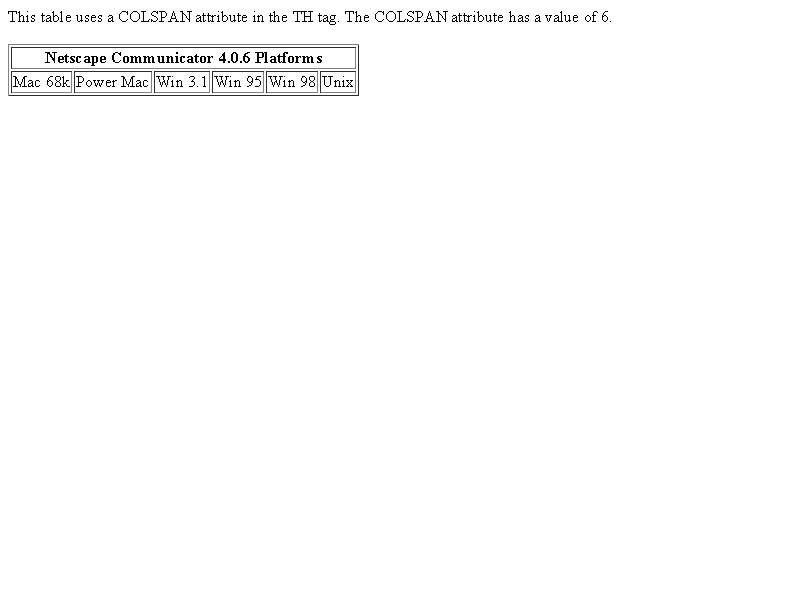 This table uses a COLSPAN attribute in the TH tag. The COLSPAN attribute has a value of 6.
Netscape Communicator 4.0.6 Platforms
Mac 68k Power Mac Win 3.1 Win 95 Win 98 Unix